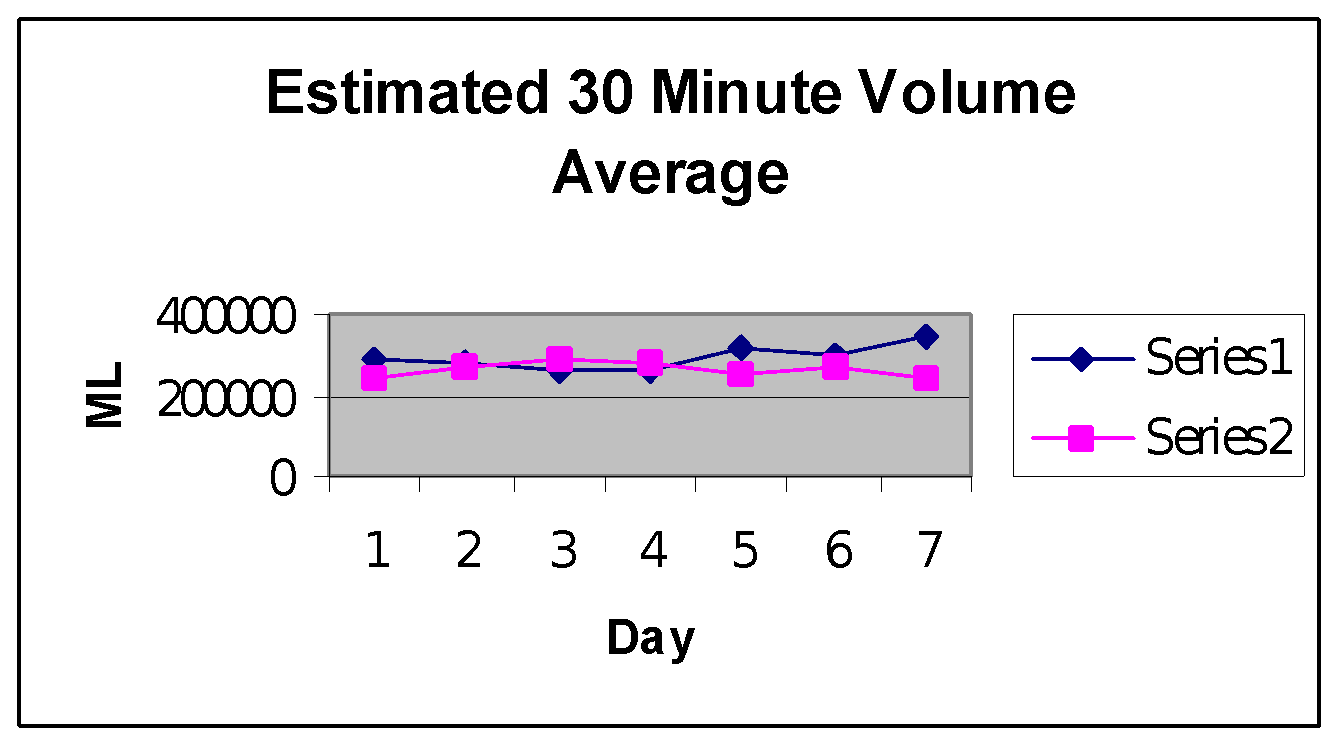 Estimated 30 Minute Volume
Average
400000
200000
0
ML
1 2 3 4 5 6 7
Day
Series1
Series2